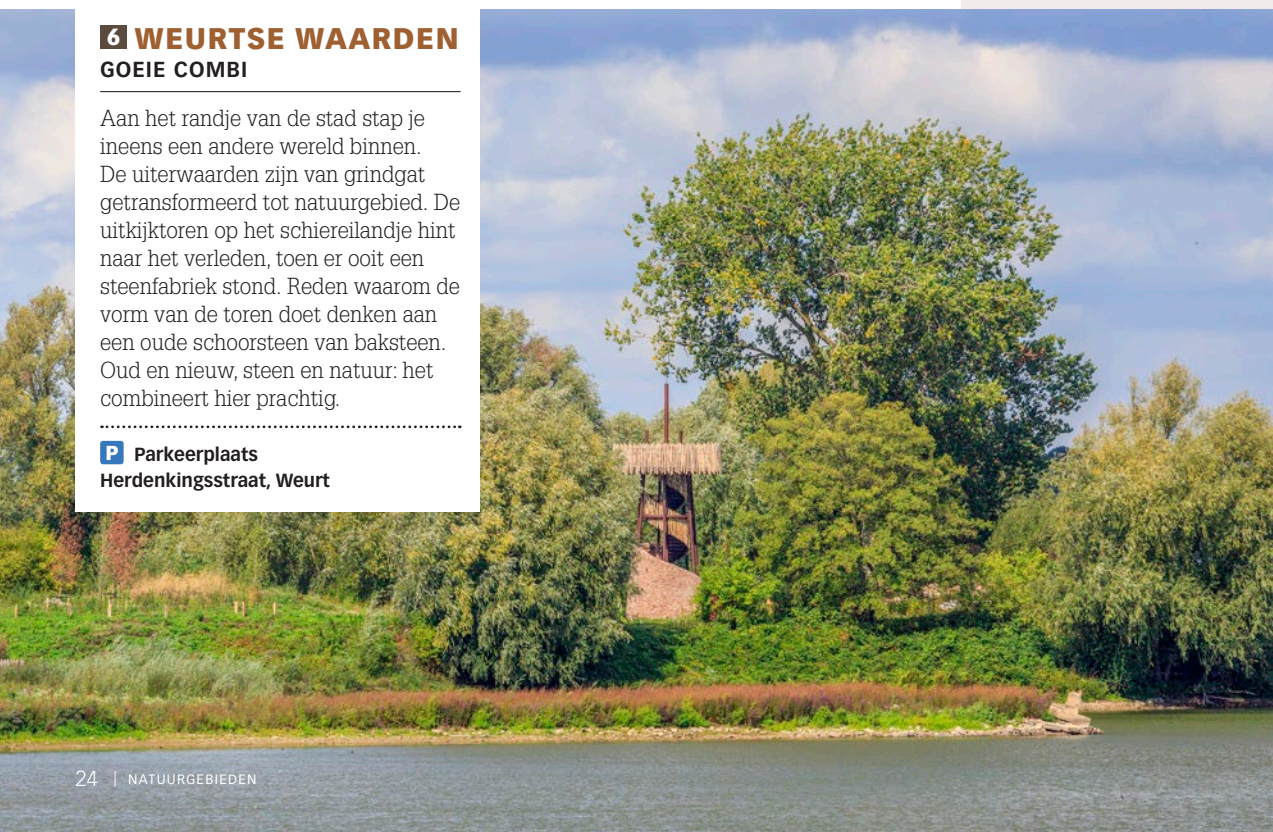 6 WEURTSE WAARDEN
GOEIE COMBI
Aan het randje van de stad stap je
ineens een andere wereld binnen.
De uiterwaarden zijn van grindgat
getransformeerd tot natuurgebied. De
uitkijktoren op het schiereilandje hint
naar het verleden, toen er ooit een
steenfabriek stond. Reden waarom de
vorm van de toren doet denken aan
een oude schoorsteen van baksteen.
Oud en nieuw, steen en natuur: het
combineert hier prachtig.
P Parkeerplaats
Herdenkingsstraat, Weurt
24 | NATUURGEBIEDEN